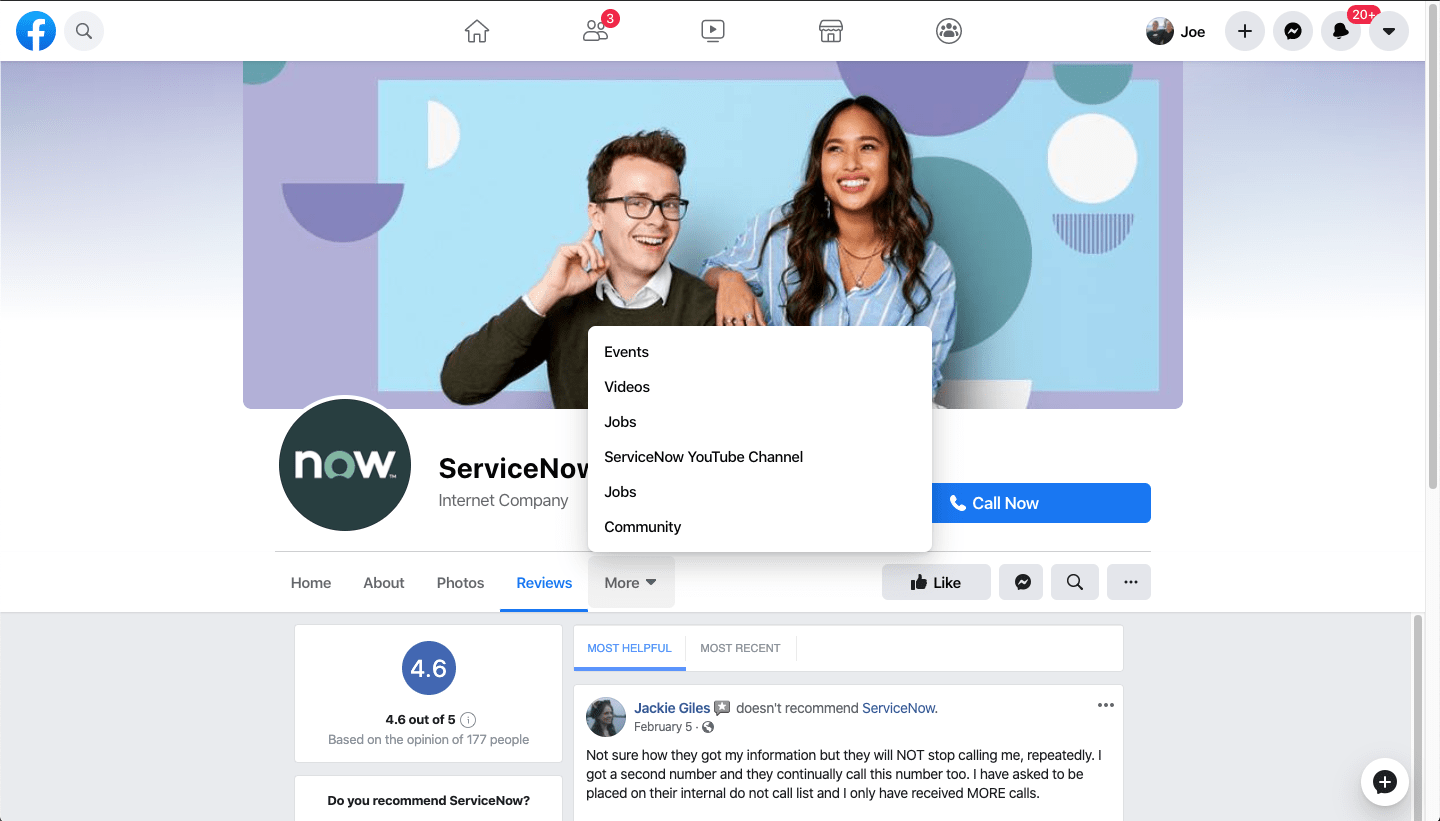 3
Joe
20+
Events
Videos
Jobs
ServiceNow YouTube Channel
Jobs
Community
now
TM
ServiceNow
Internet Company
Call Now
Home
About
Photos
Reviews
More
Like
4.6
4.6 out of 5
Based on the opinion of 177 people
Do you recommend ServiceNow?
MOST HELPFUL
MOST RECENT
Jackie Giles doesn't recommend ServiceNow.
February 5 ·
Not sure how they got my information but they will NOT stop calling me, repeatedly. I
got a second number and they continually call this number too. I have asked to be
placed on their internal do not call list and I only have received MORE calls.